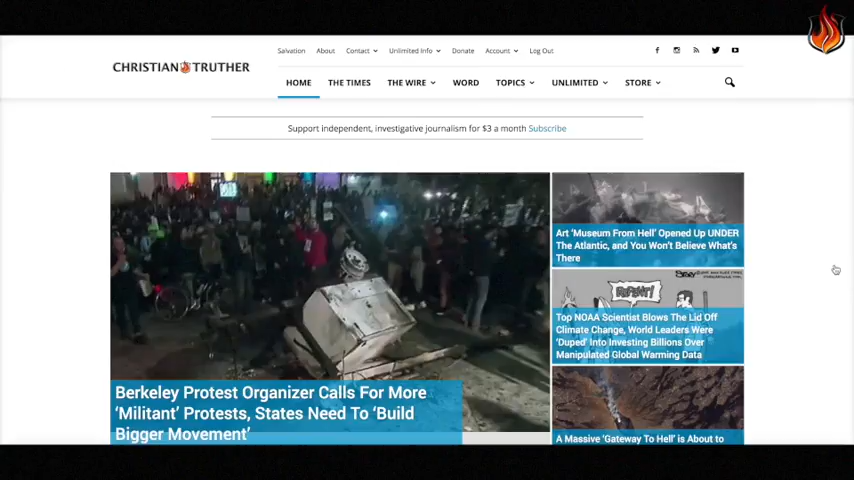 Salvation About Contact Unlimited Info Donate Account Log Out
CHRISTIAN TRUTHER
HOME THE TIMES THE WIRE WORD TOPICS UNLIMITED STORE
Support independent, investigative journalism for $3 a month Subscribe
Art ‘Museum From Hell’ Opened Up UNDER
The Atlantic, and You Won’t Believe What’s
There
REPENT!
Top NOAA Scientist Blows The Lid Off
Climate Change, World Leaders Were
‘Duped’ Into Investing Billions Over
Manipulated Global Warming Data
Berkeley Protest Organizer Calls For More
‘Militant’ Protests, States Need To ‘Build
Bigger Movement’
A Massive ‘Gateway To Hell’ is About to